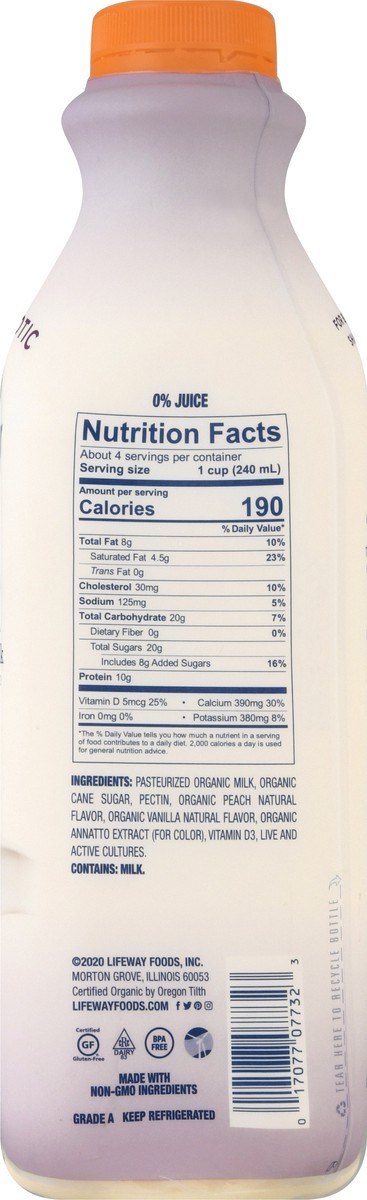 OTIC
0% JUICE
Nutrition Facts
About 4 servings per container
Serving size 1 cup (240 mL)
Amount per serving
Calories 190
% Daily Value*
Total Fat 8g 10%
Saturated Fat 4.5g 23%
Trans Fat 0g
Cholesterol 30mg 10%
Sodium 125mg 5%
Total Carbohydrate 20g 7%
Dietary Fiber 0g 0%
Total Sugars 20g
Includes 8g Added Sugars 16%
Protein 10g
Vitamin D 5mcg 25% • Calcium 390mg 30%
Iron 0mg 0% • Potassium 380mg 8%
*The % Daily Value tells you how much a nutrient in a serving
of food contributes to a daily diet. 2,000 calories a day is used
for general nutrition advice.
INGREDIENTS: PASTEURIZED ORGANIC MILK, ORGANIC
CANE SUGAR, PECTIN, ORGANIC PEACH NATURAL
FLAVOR, ORGANIC VANILLA NATURAL FLAVOR, ORGANIC
ANNATTO EXTRACT (FOR COLOR), VITAMIN D3, LIVE AND
ACTIVE CULTURES.
CONTAINS: MILK.
©2020 LIFEWAY FOODS, INC.
MORTON GROVE, ILLINOIS 60053
Certified Organic by Oregon Tilth
LIFEWAYFOODS.COM
Certified
GF
Gluten-Free
DAIRY
BPA
FREE
MADE WITH
NON-GMO INGREDIENTS
GRADE A KEEP REFRIGERATED
0 17077 07732 3
TEAR HERE TO RECYCLE BOTTLE